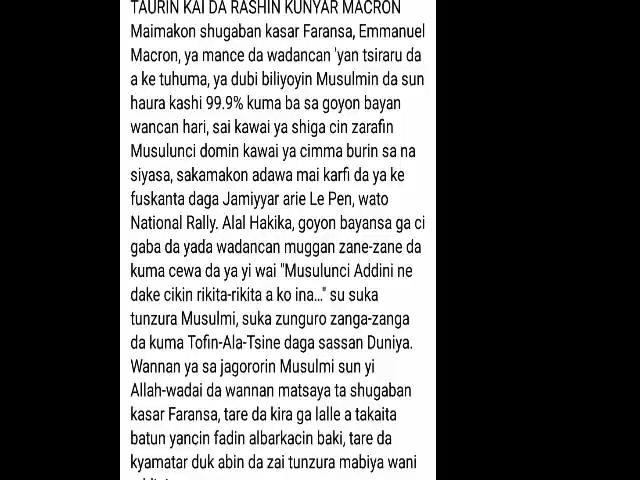 TAURIN KAI DA RASHIN KUNYAR MACRON
Maimakon shugaban kasar Faransa, Emmanuel
Macron, ya mance da wadancan 'yan tsiraru da
a ke tuhuma, ya dubi biliyoyin Musulmin da sun
haura kashi 99.9% kuma ba sa goyon bayan
wancan hari, sai kawai ya shiga cin zarafin
Musulunci domin kawai ya cimma burin sa na
siyasa, sakamakon adawa mai karfi da ya ke
fuskanta daga Jamiyyar arie Le Pen, wato
National Rally. Alal Hakika, goyon bayansa ga ci
gaba da yada wadancan muggan zane-zane da
kuma cewa da ya yi wai "Musulunci Addini ne
dake cikin rikita-rikita a ko ina..." su suka
tunzura Musulmi, suka zunguro zanga-zanga
da kuma Tofin-Ala-Tsine daga sassan Duniya.
Wannan ya sa jagororin Musulmi sun yi
Allah-wadai da wannan matsaya ta shugaban
kasar Faransa, tare da kira ga lalle a takaita
batun yancin fadin albarkacin baki, tare da
kyamatar duk abin da zai tunzura mabiya wani